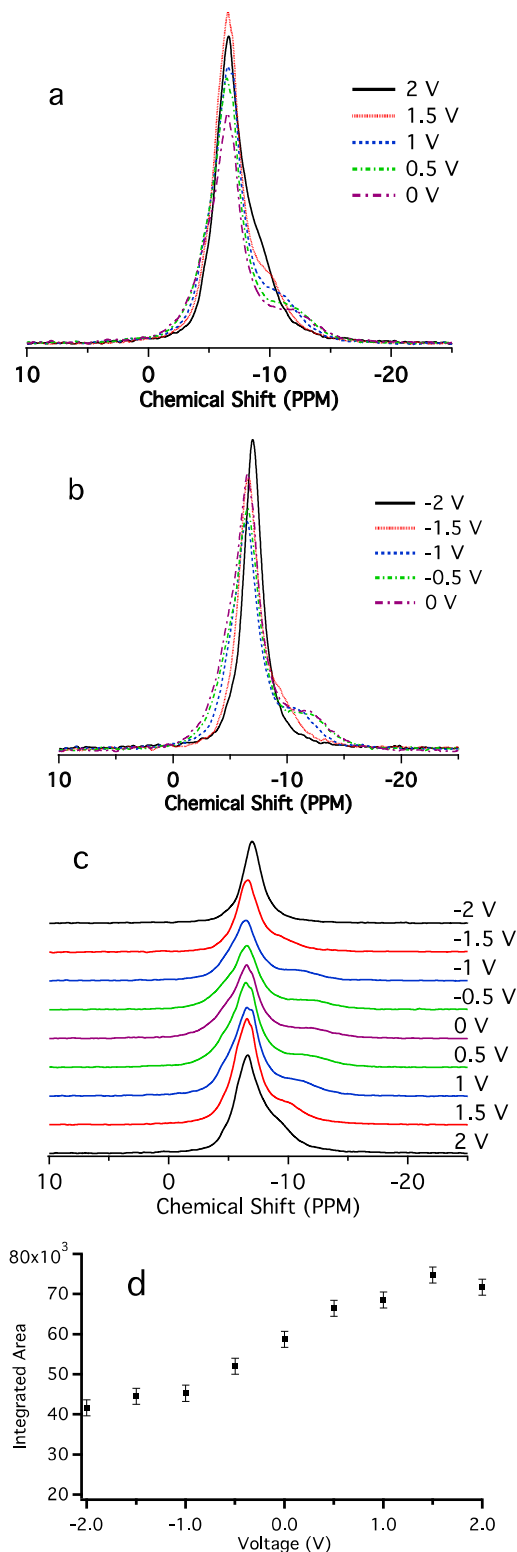 a
2 V
1.5 V
1 V
0.5 V
0 V
10 0 -10 -20
Chemical Shift (PPM)
b
-2 V
-1.5 V
-1 V
-0.5 V
0 V
10 0 -10 -20
Chemical Shift (PPM)
c
-2 V
-1.5 V
-1 V
-0.5 V
0 V
0.5 V
1 V
1.5 V
2 V
10 0 -10 -20
Chemical Shift (PPM)
d
80x10³
70
60
50
40
30
20
Integrated Area
-2.0 -1.0 0.0 1.0 2.0
Voltage (V)